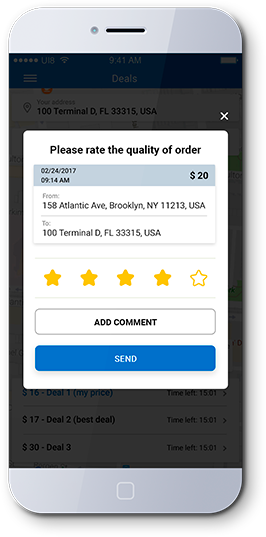 UI8 9:41 AM
Deals
Your address
100 Terminal D, FL 33315, USA
Please rate the quality of order
02/24/2017
09:14 AM
$ 20
From:
158 Atlantic Ave, Brooklyn, NY 11213, USA
To:
100 Terminal D, FL 33315, USA
ADD COMMENT
SEND
$ 16 - Deal 1 (my price) Time left: 15:01
$ 17 - Deal 2 (best deal) Time left: 15:01
$ 30 - Deal 3 Time left: 15:01